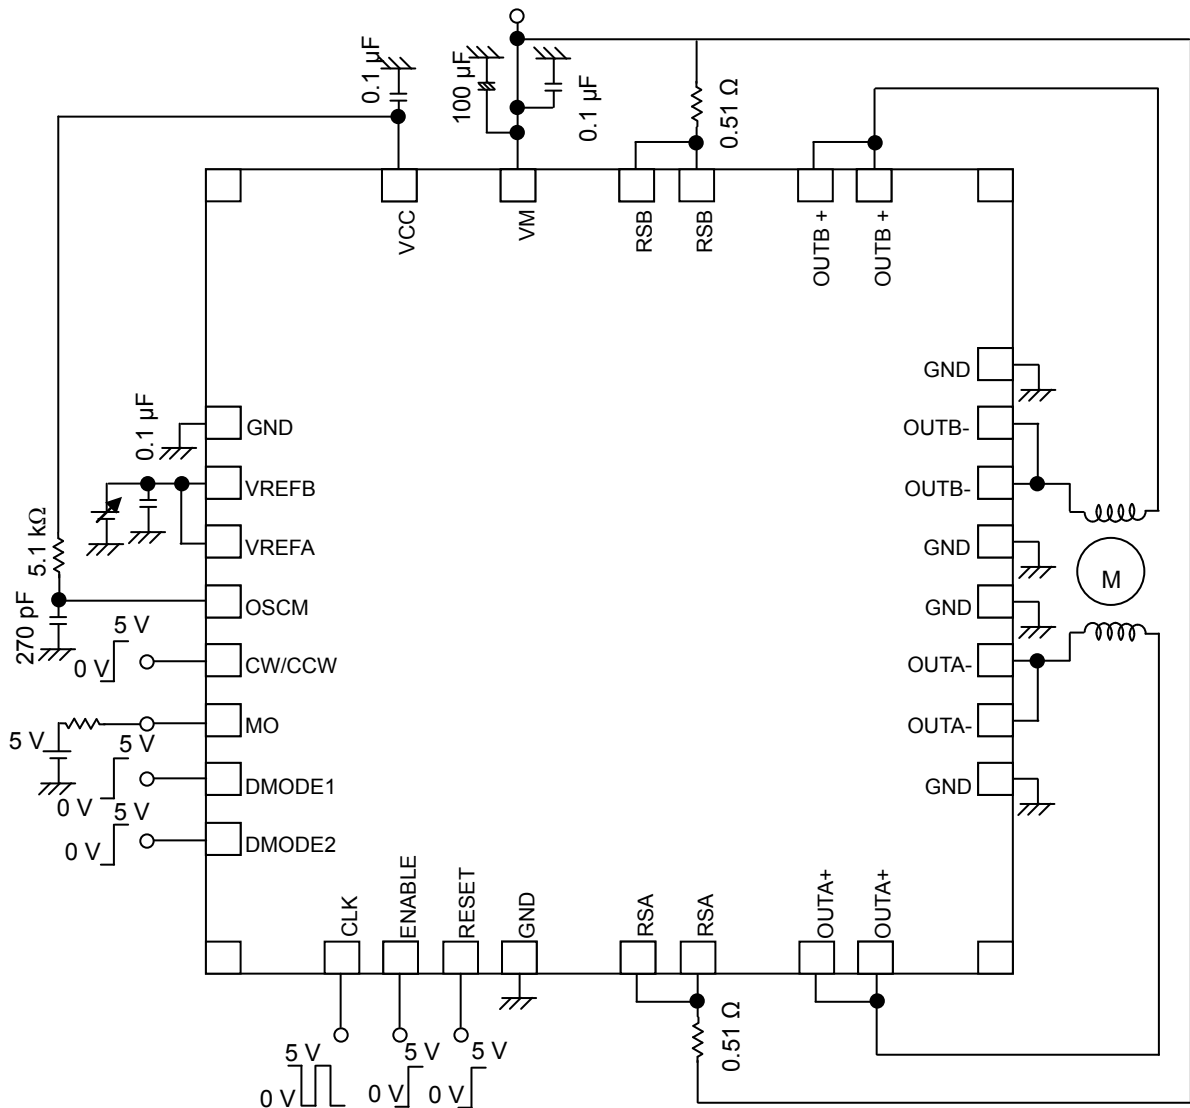 0.1 µF
100 µF
0.1 µF
0.51 Ω
VCC
VM
RSB
RSB
OUTB +
OUTB +
GND
0.1 µF
GND
OUTB-
VREFB
OUTB-
5.1 kΩ
VREFA
GND
M
270 pF
OSCM
GND
5 V
0 V
CW/CCW
OUTA-
5 V
MO
OUTA-
5 V
0 V
DMODE1
GND
5 V
0 V
DMODE2
CLK
ENABLE
RESET
GND
RSA
RSA
OUTA+
OUTA+
0.51 Ω
5 V
0 V
5 V
0 V
5 V
0 V